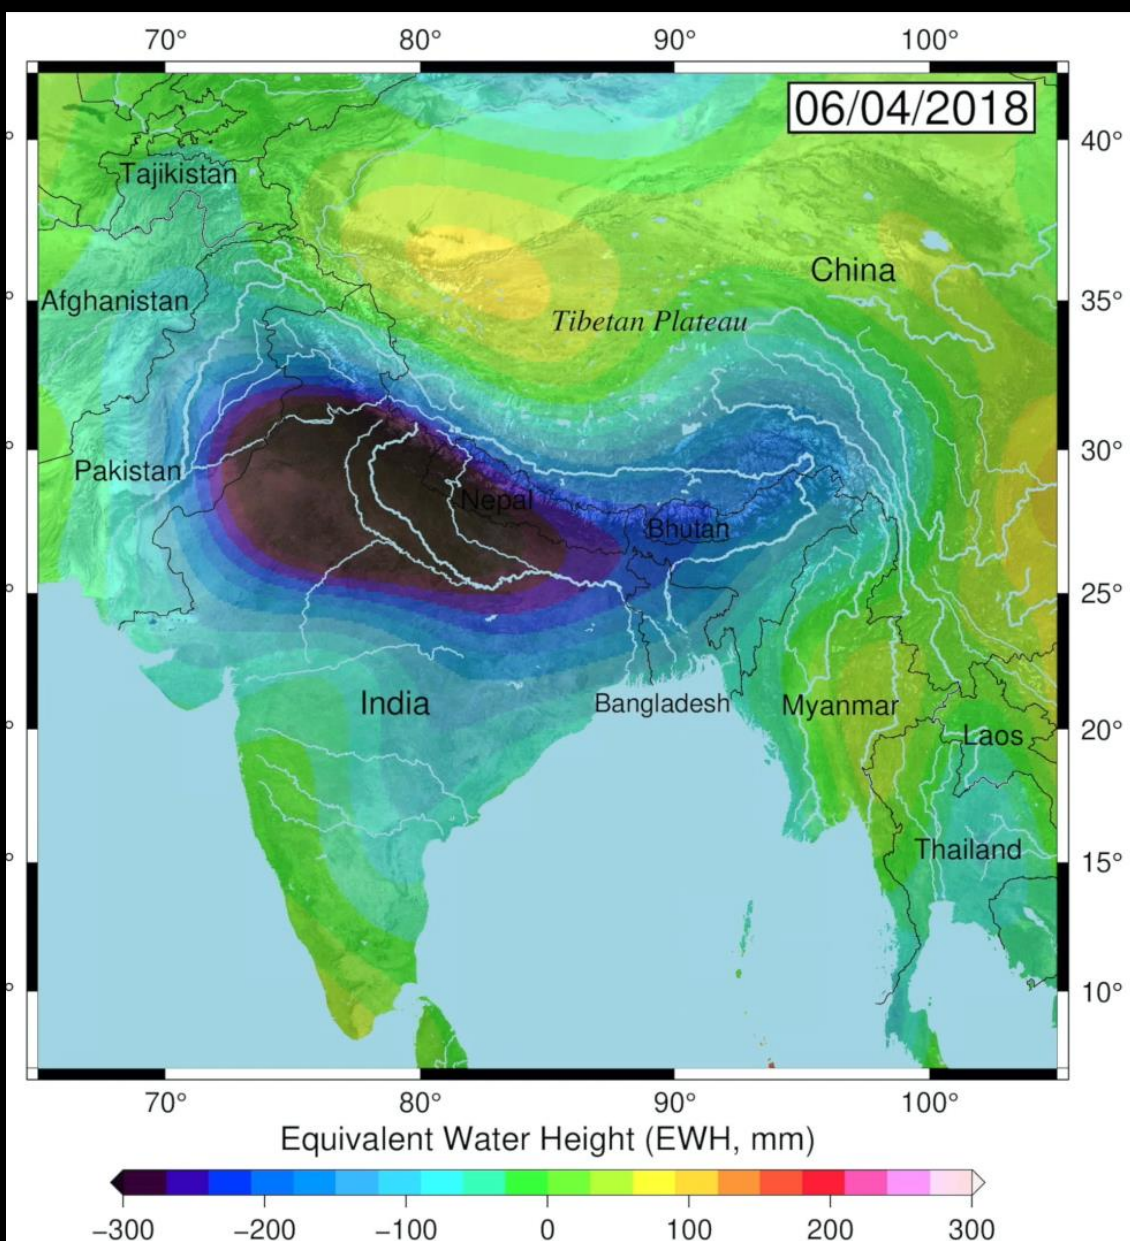 70° 80° 90° 100°
06/04/2018
40°
Tajikistan
China
Afghanistan
35°
Tibetan Plateau
30°
Pakistan
Nepal
Bhutan
25°
India
Bangladesh
Myanmar
20°
Laos
Thailand
15°
10°
70° 80° 90° 100°
Equivalent Water Height (EWH, mm)
−300 −200 −100 0 100 200 300